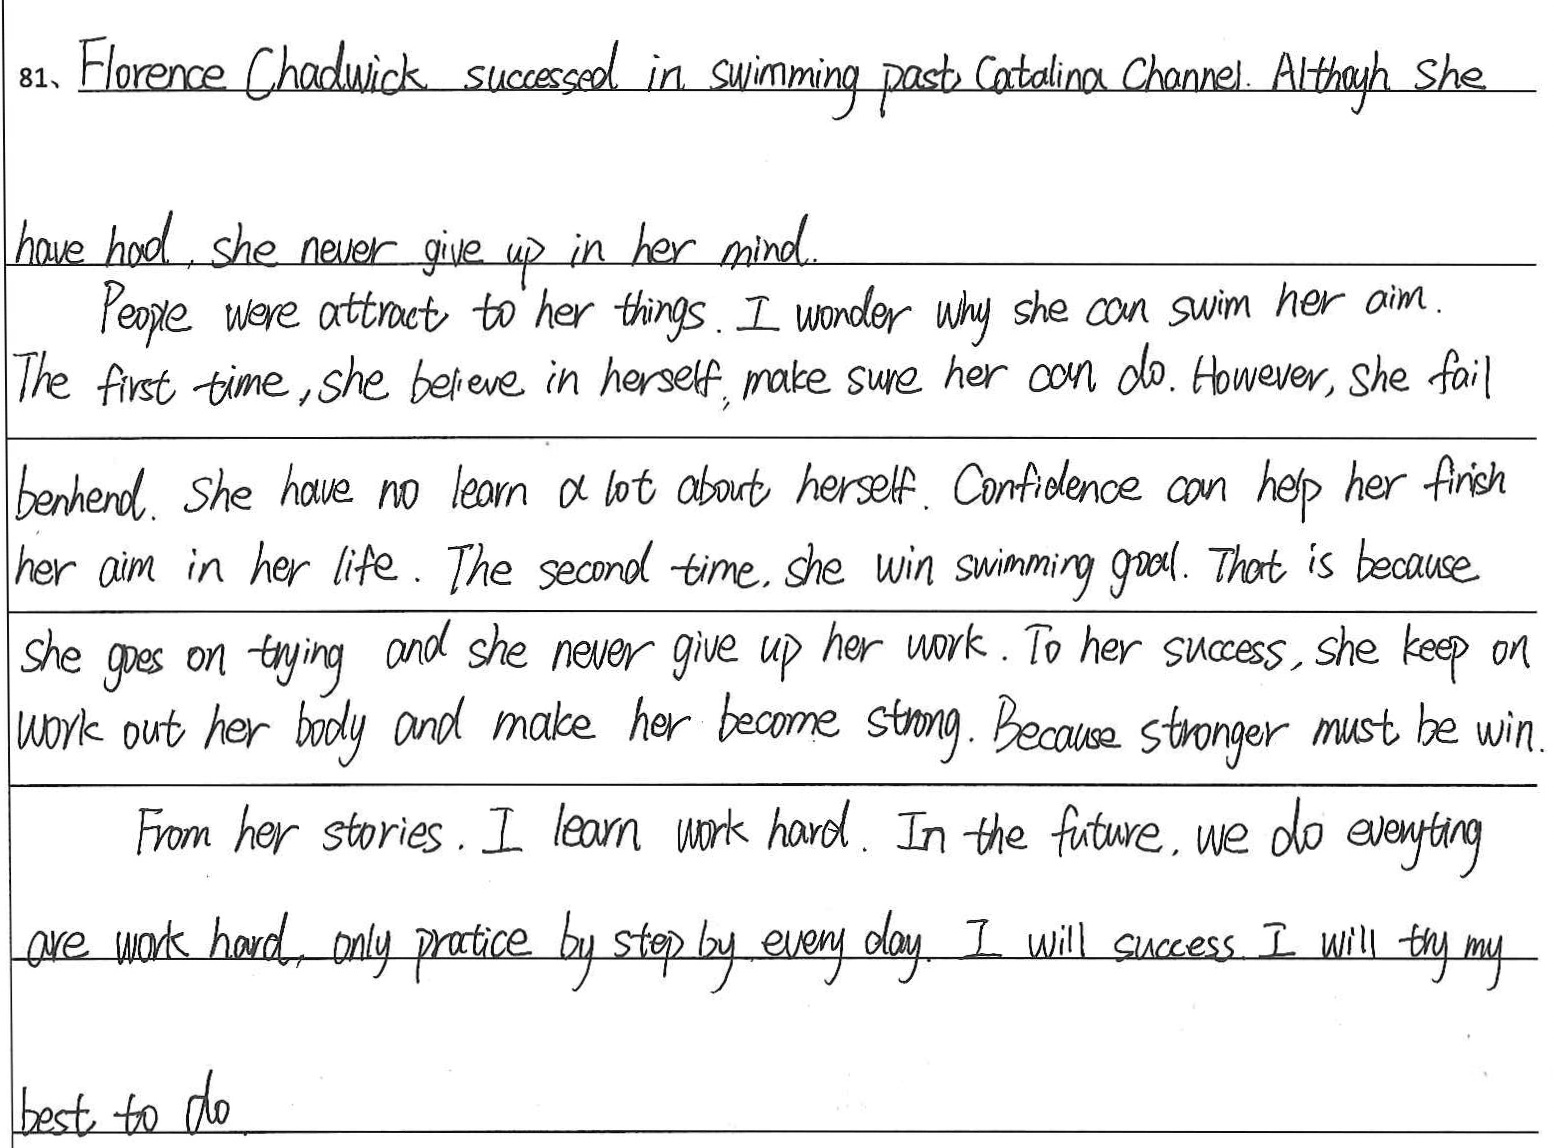 81、Florence Chadwick successed in swimming past Catalina Channel. Althogh she
have had, she never give up in her mind.
People were attract to her things. I wonder why she can swim her aim.
The first time, she believe in herself, make sure her can do. However, she fail
benhend. She have no learn a lot about herself. Confidence can help her finish
her aim in her life. The second time, she win swimming goal. That is because
she goes on trying and she never give up her work. To her success, she keep on
work out her body and make her become strong. Because stronger must be win.
From her stories. I learn work hard. In the future, we do everyting
are work hard, only practice by step by every day. I will success I will try my
best to do